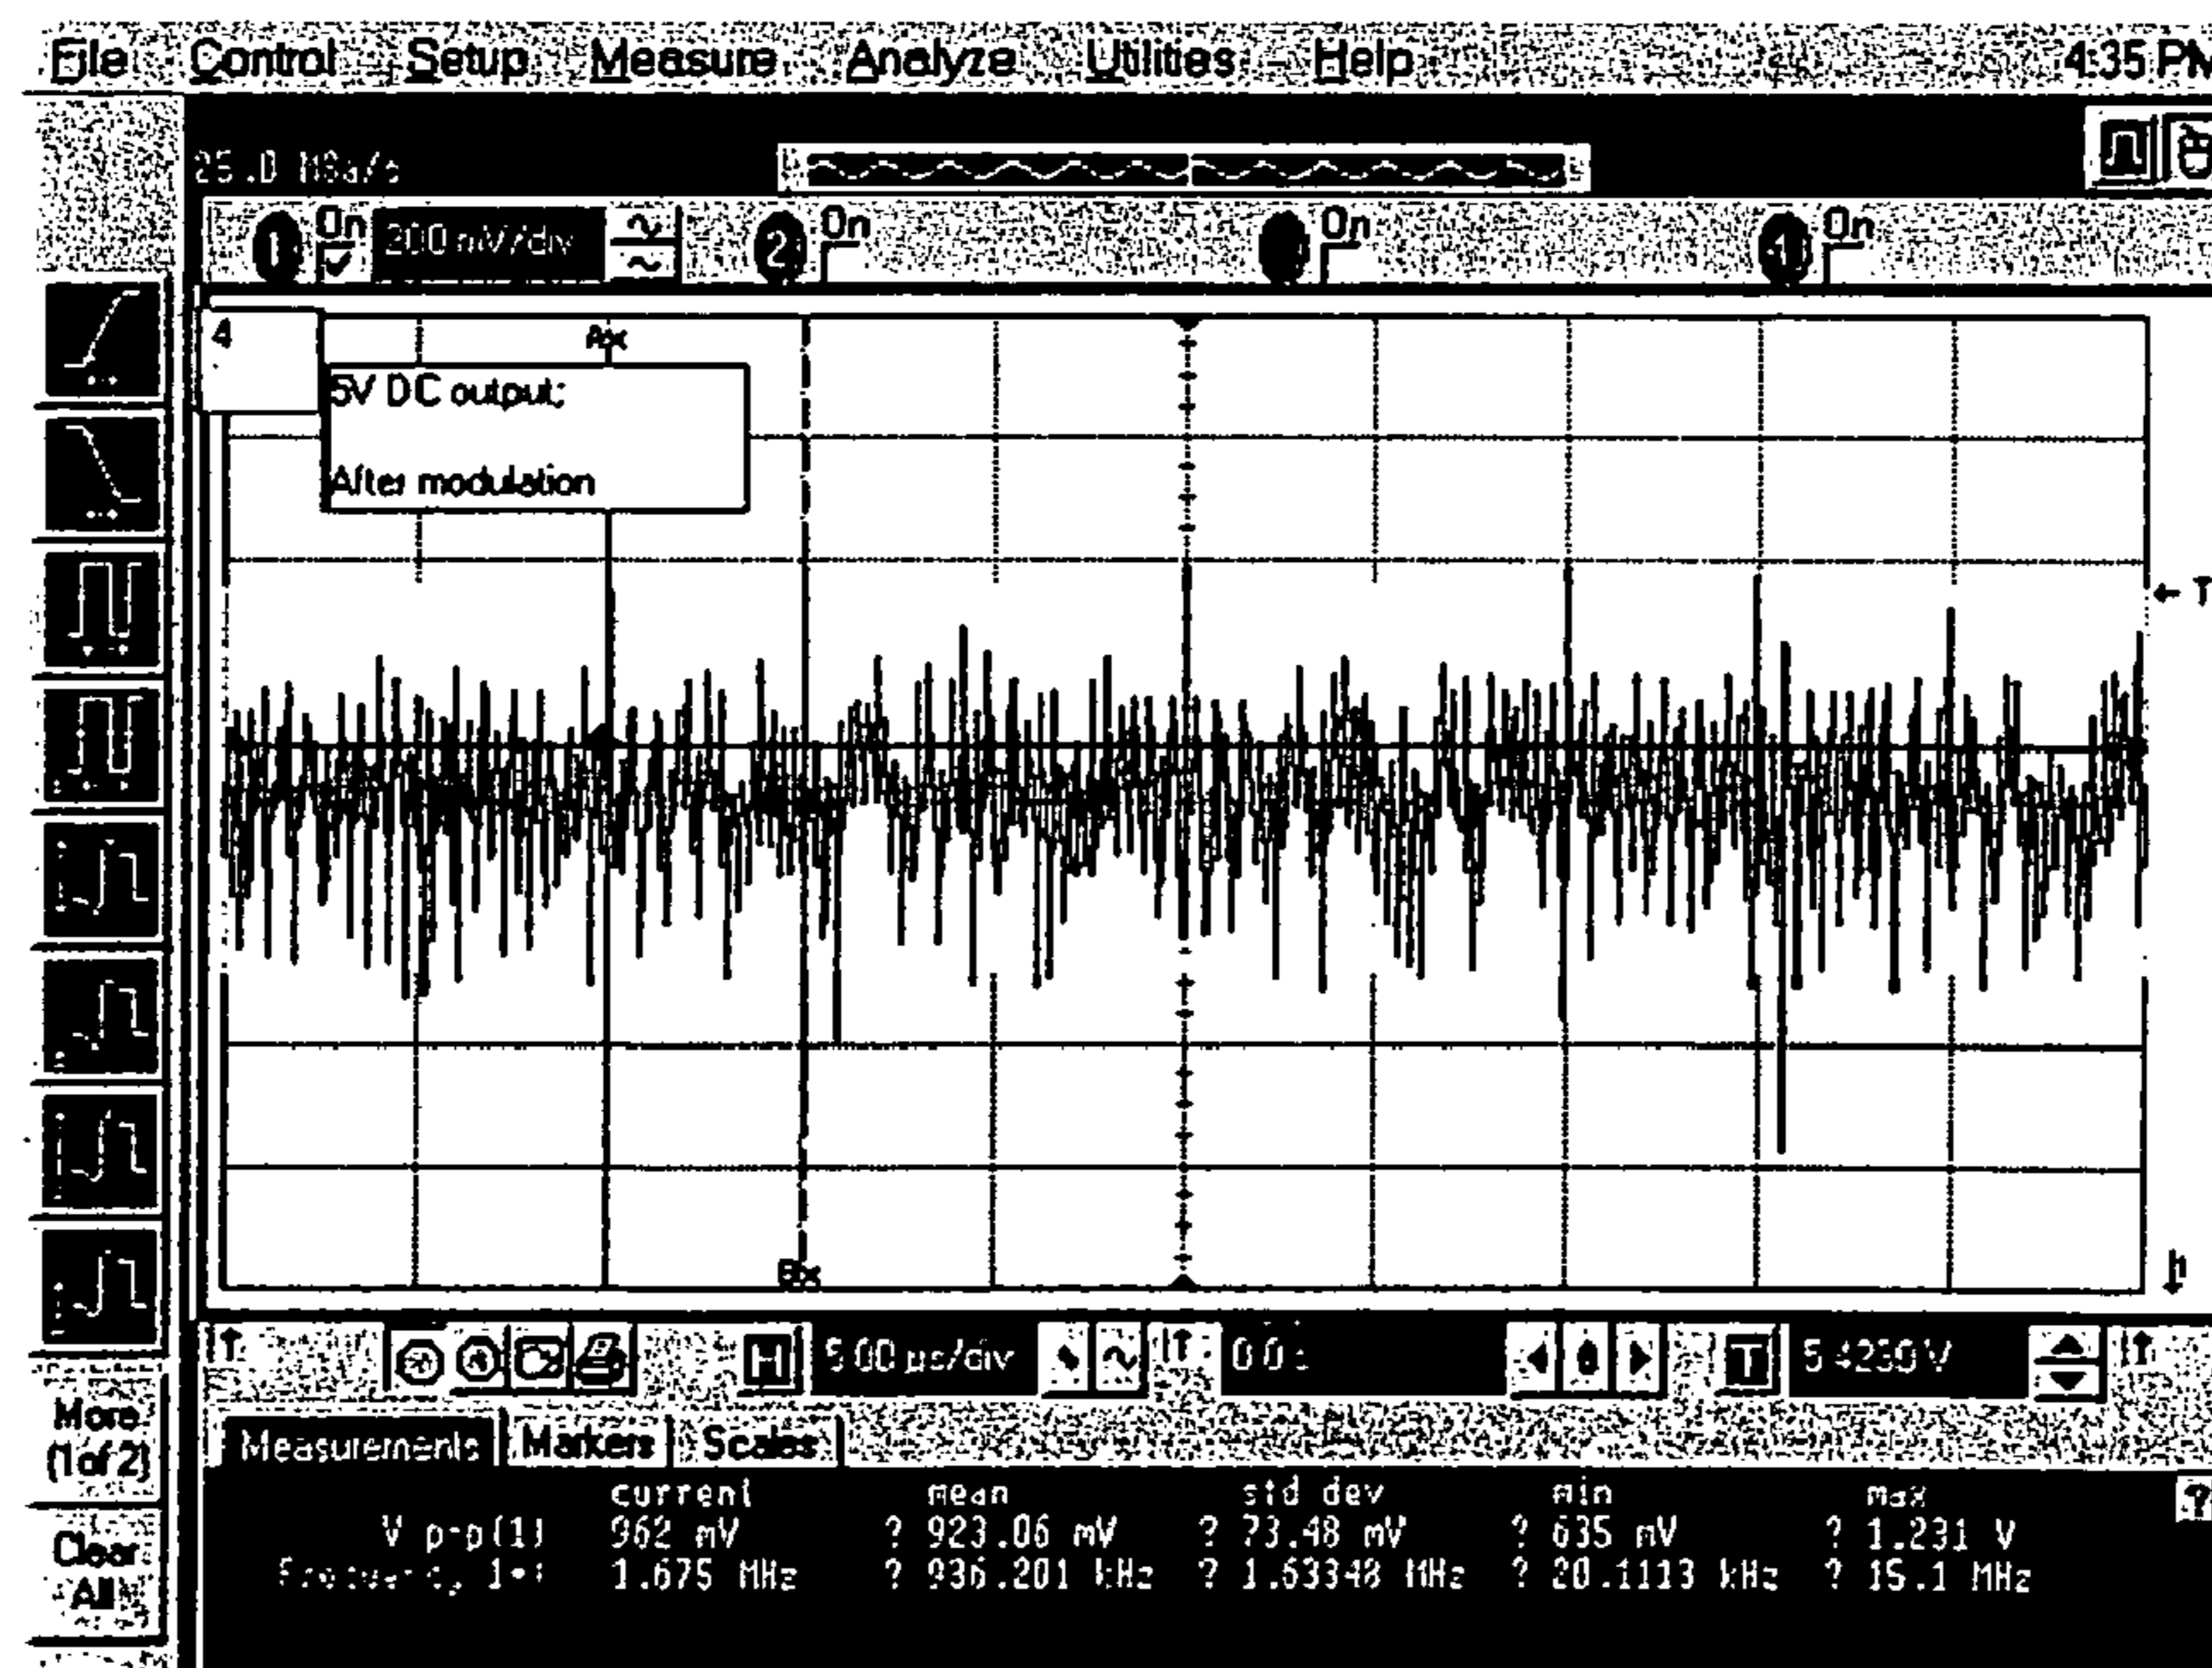 File Control Setup Measure Analyze Utilities Help 4:35 PM
25.0 MSa/s
1 On 200 mV/div 2 On On 4 On
4
Ax
5V DC output;
After modulation
T
Bx
H 5.00 µs/div 0.0 s T 5.4280 V
More
(1of2)
Clear
All
Measurements Markers Scales
current mean std dev min max
V p-p(1) 962 mV ? 923.06 mV ? 73.48 mV ? 635 mV ? 1.231 V
Frequency 1.675 MHz ? 936.201 kHz ? 1.63348 MHz ? 20.1113 kHz ? 15.1 MHz
?